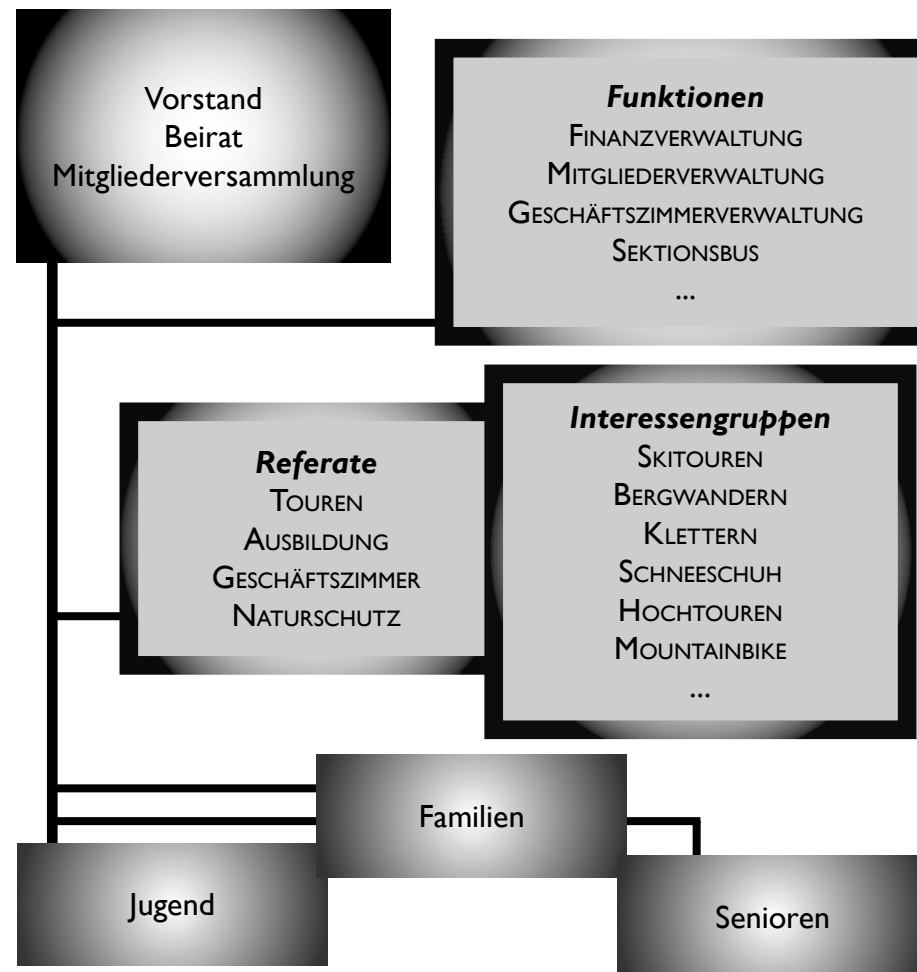 Vorstand
Beirat
Mitgliederversammlung
Funktionen
Finanzverwaltung
Mitgliederverwaltung
Geschäftszimmerverwaltung
Sektionsbus
...
Referate
Touren
Ausbildung
Geschäftszimmer
Naturschutz
Interessengruppen
Skitouren
Bergwandern
Klettern
Schneeschuh
Hochtouren
Mountainbike
...
Familien
Jugend
Senioren